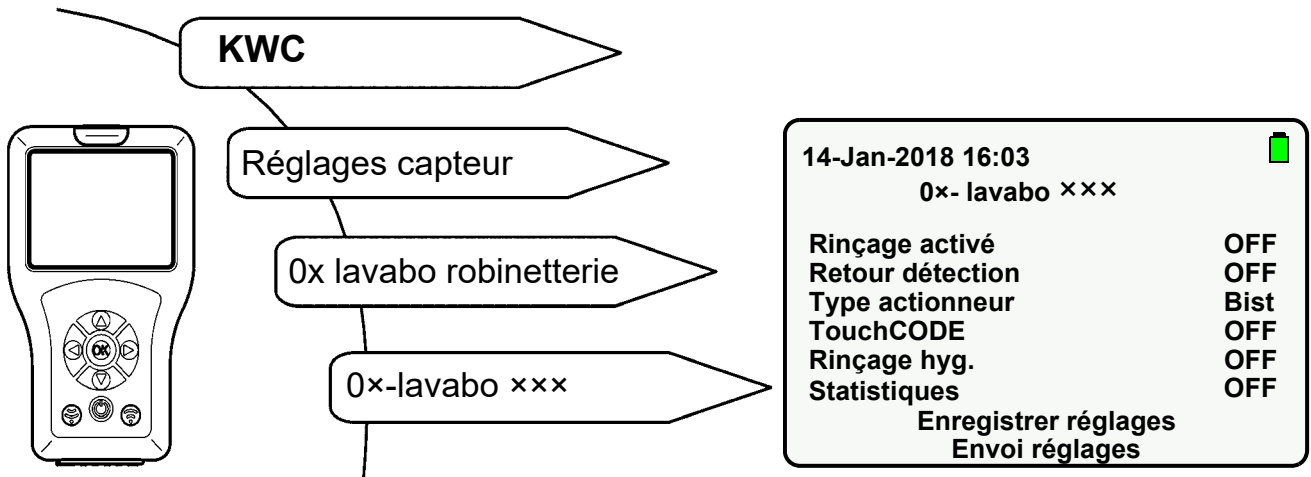 KWC
Réglages capteur
0x lavabo robinetterie
0×-lavabo ×××
OK
14-Jan-2018 16:03
0×- lavabo ×××
Rinçage activé OFF
Retour détection OFF
Type actionneur Bist
TouchCODE OFF
Rinçage hyg. OFF
Statistiques OFF
Enregistrer réglages
Envoi réglages